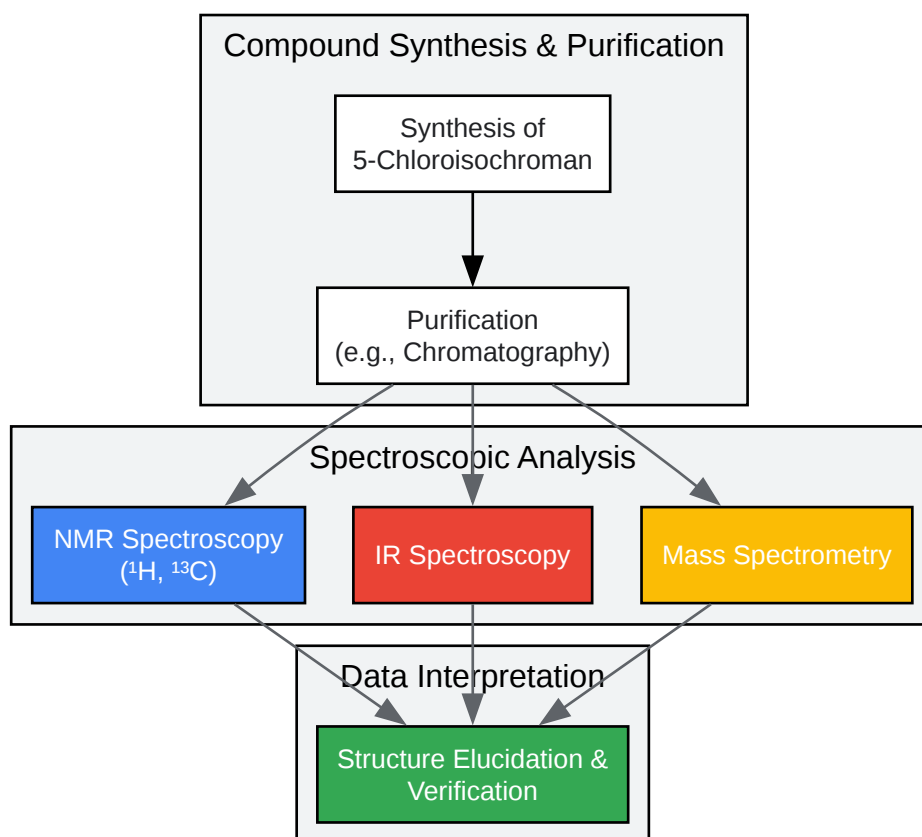 Compound Synthesis & Purification
Synthesis of
5-Chloroisochroman
Purification
(e.g., Chromatography)
Spectroscopic Analysis
NMR Spectroscopy
(¹H, ¹³C)
IR Spectroscopy
Mass Spectrometry
Data Interpretation
Structure Elucidation &
Verification